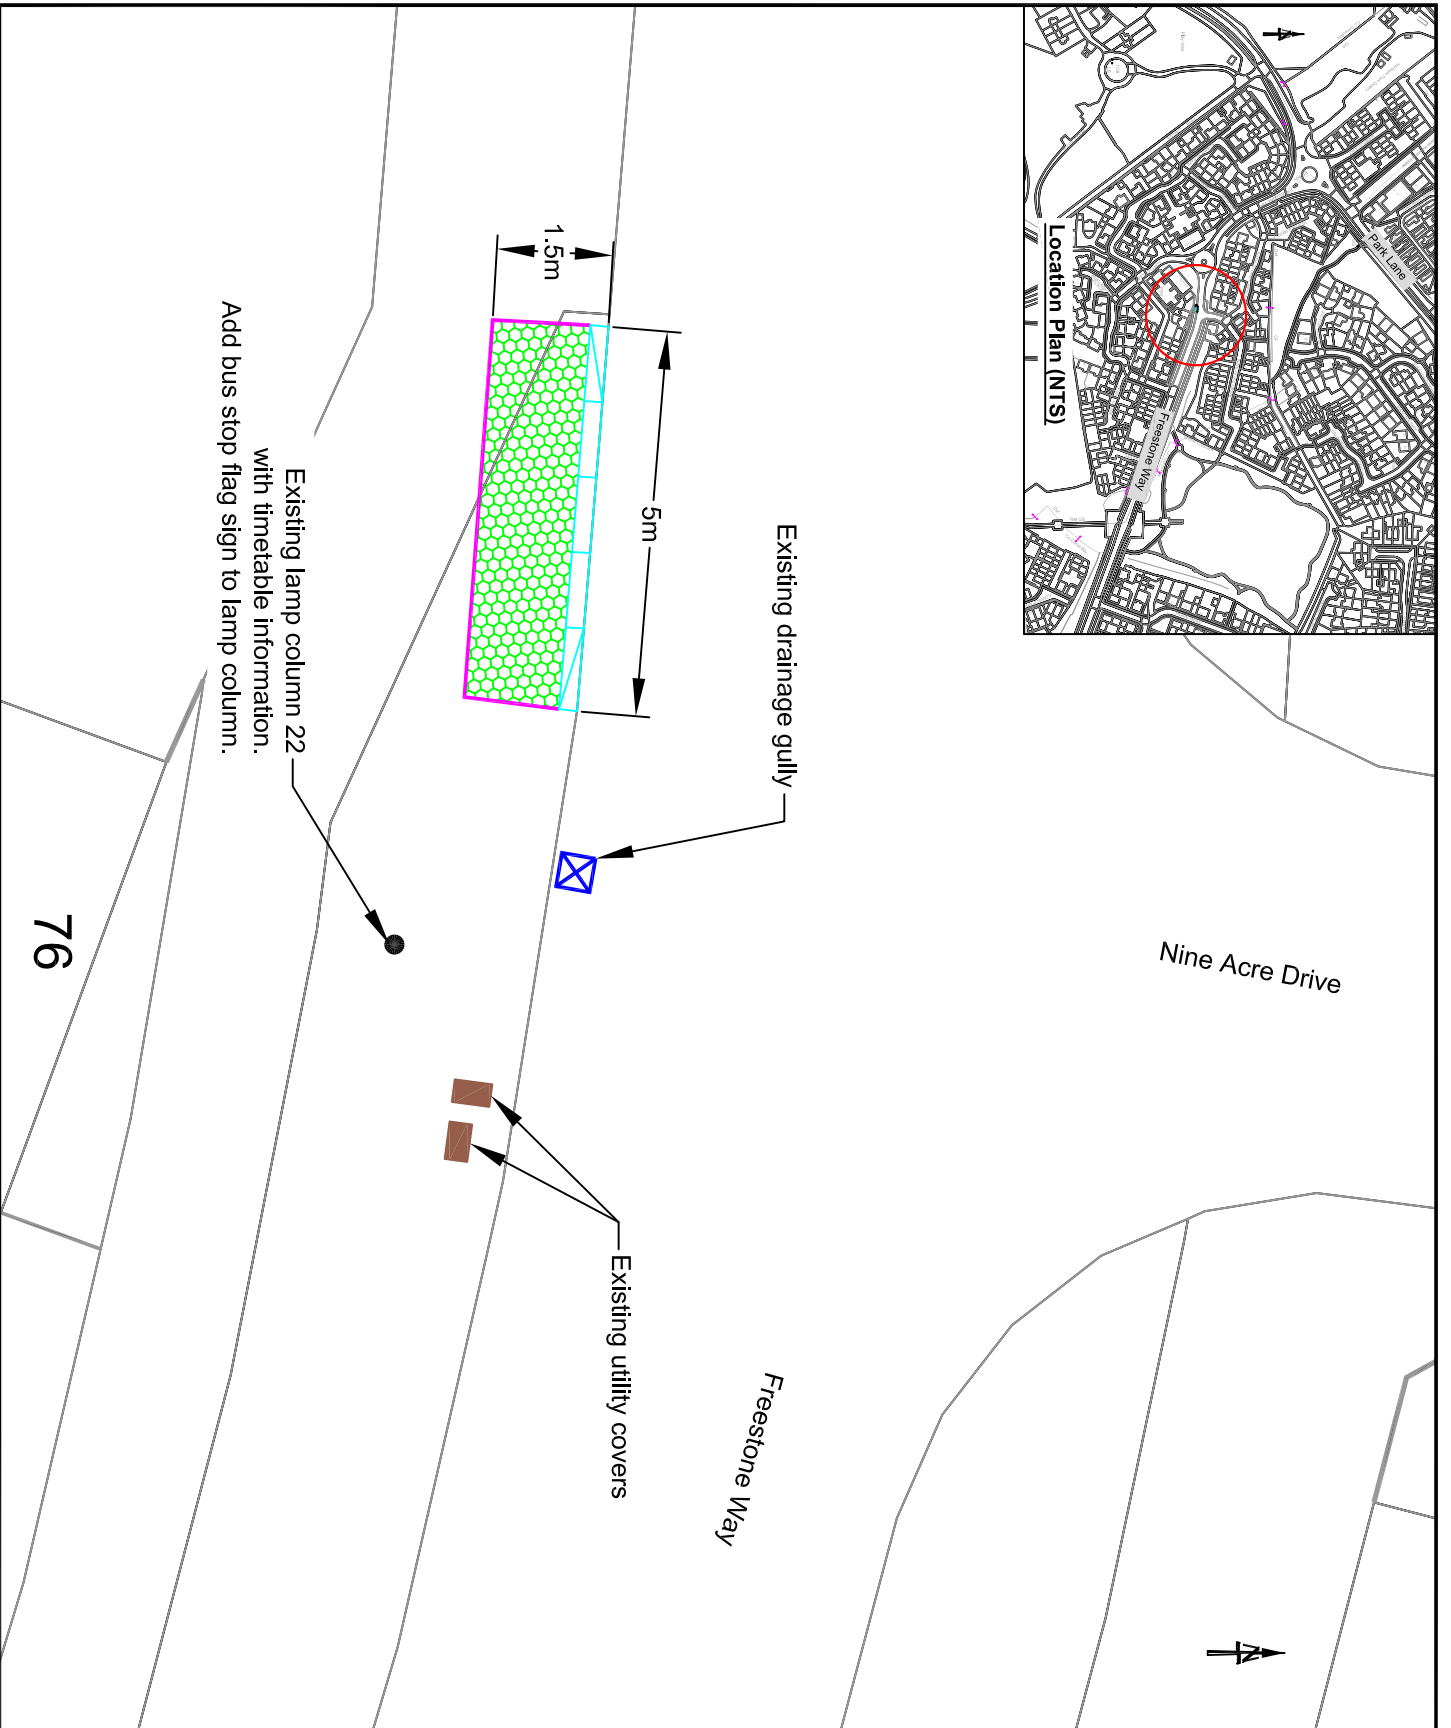 Park Lane
Freestone Way
Location Plan (NTS)
N
Nine Acre Drive
Existing drainage gully
5m
1.5m
Existing lamp column 22
with timetable information.
Add bus stop flag sign to lamp column.
Existing utility covers
Freestone Way
76
N